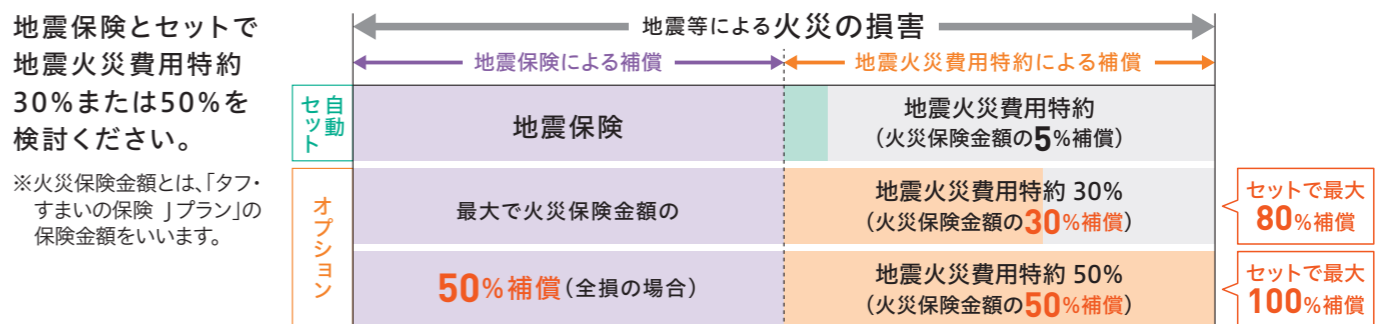 地震保険とセットで
地震火災費用特約
30%または50%を
検討ください。
※火災保険金額とは、「タフ・
すまいの保険 Jプラン」の
保険金額をいいます。
地震等による火災の損害
地震保険による補償
地震火災費用特約による補償
自動
セット
地震保険
地震火災費用特約
(火災保険金額の5%補償)
オプション
最大で火災保険金額の
50%補償(全損の場合)
地震火災費用特約 30%
(火災保険金額の30%補償)
セットで最大
80%補償
地震火災費用特約 50%
(火災保険金額の50%補償)
セットで最大
100%補償